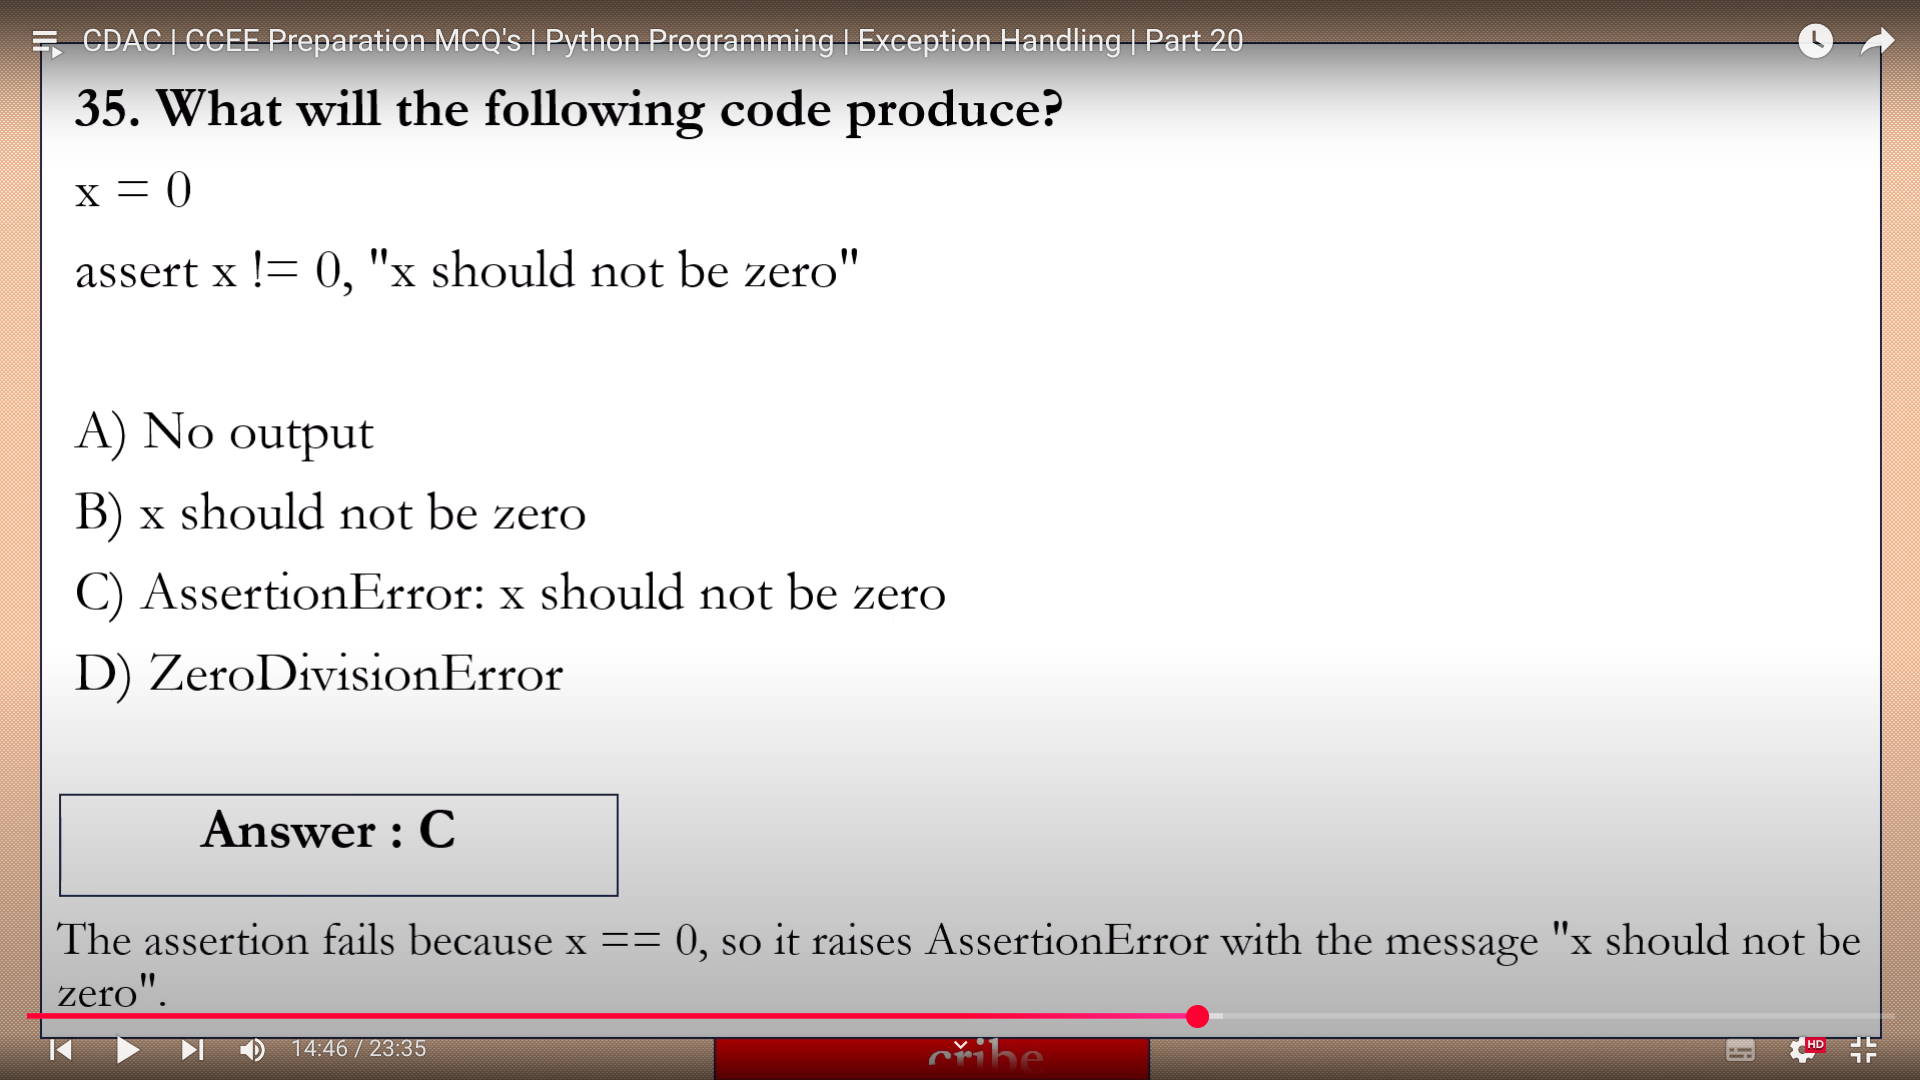 CDAC | CCEE Preparation MCQ's | Python Programming | Exception Handling | Part 20
35. What will the following code produce?
x = 0
assert x != 0, "x should not be zero"
A) No output
B) x should not be zero
C) AssertionError: x should not be zero
D) ZeroDivisionError
Answer : C
The assertion fails because x == 0, so it raises AssertionError with the message "x should not be
zero".
14:46 / 23:35
cribe
HD